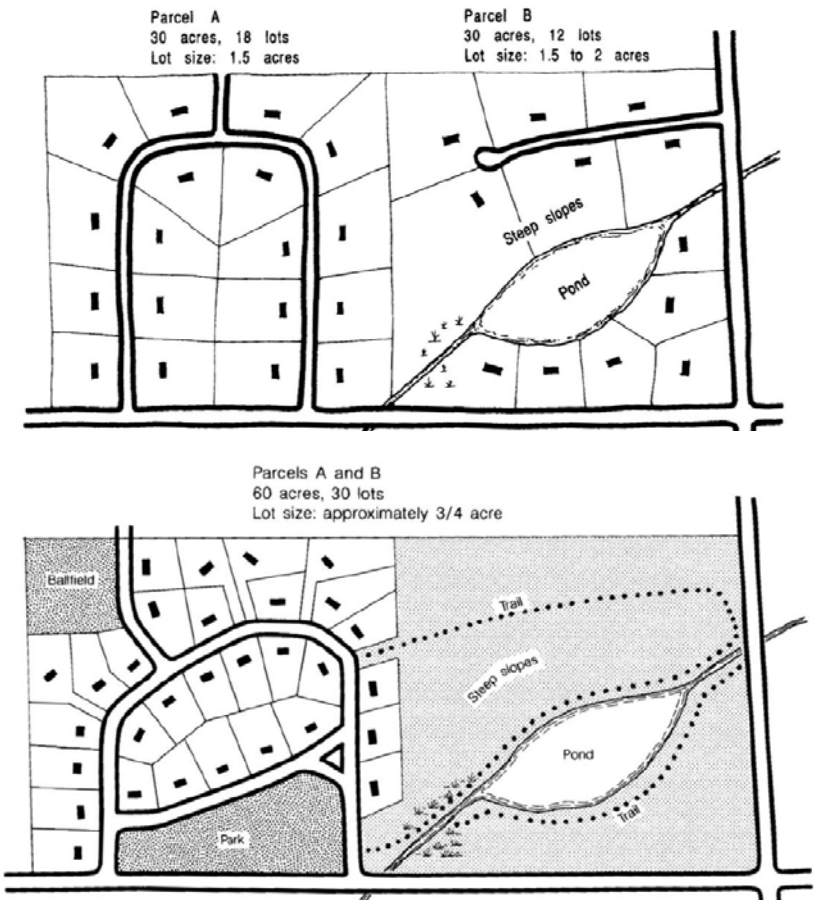 Parcel A
30 acres, 18 lots
Lot size: 1.5 acres
Parcel B
30 acres, 12 lots
Lot size: 1.5 to 2 acres
Steep slopes
Pond
Parcels A and B
60 acres, 30 lots
Lot size: approximately 3/4 acre
Ballfield
Trail
Steep slopes
Pond
Trail
Park